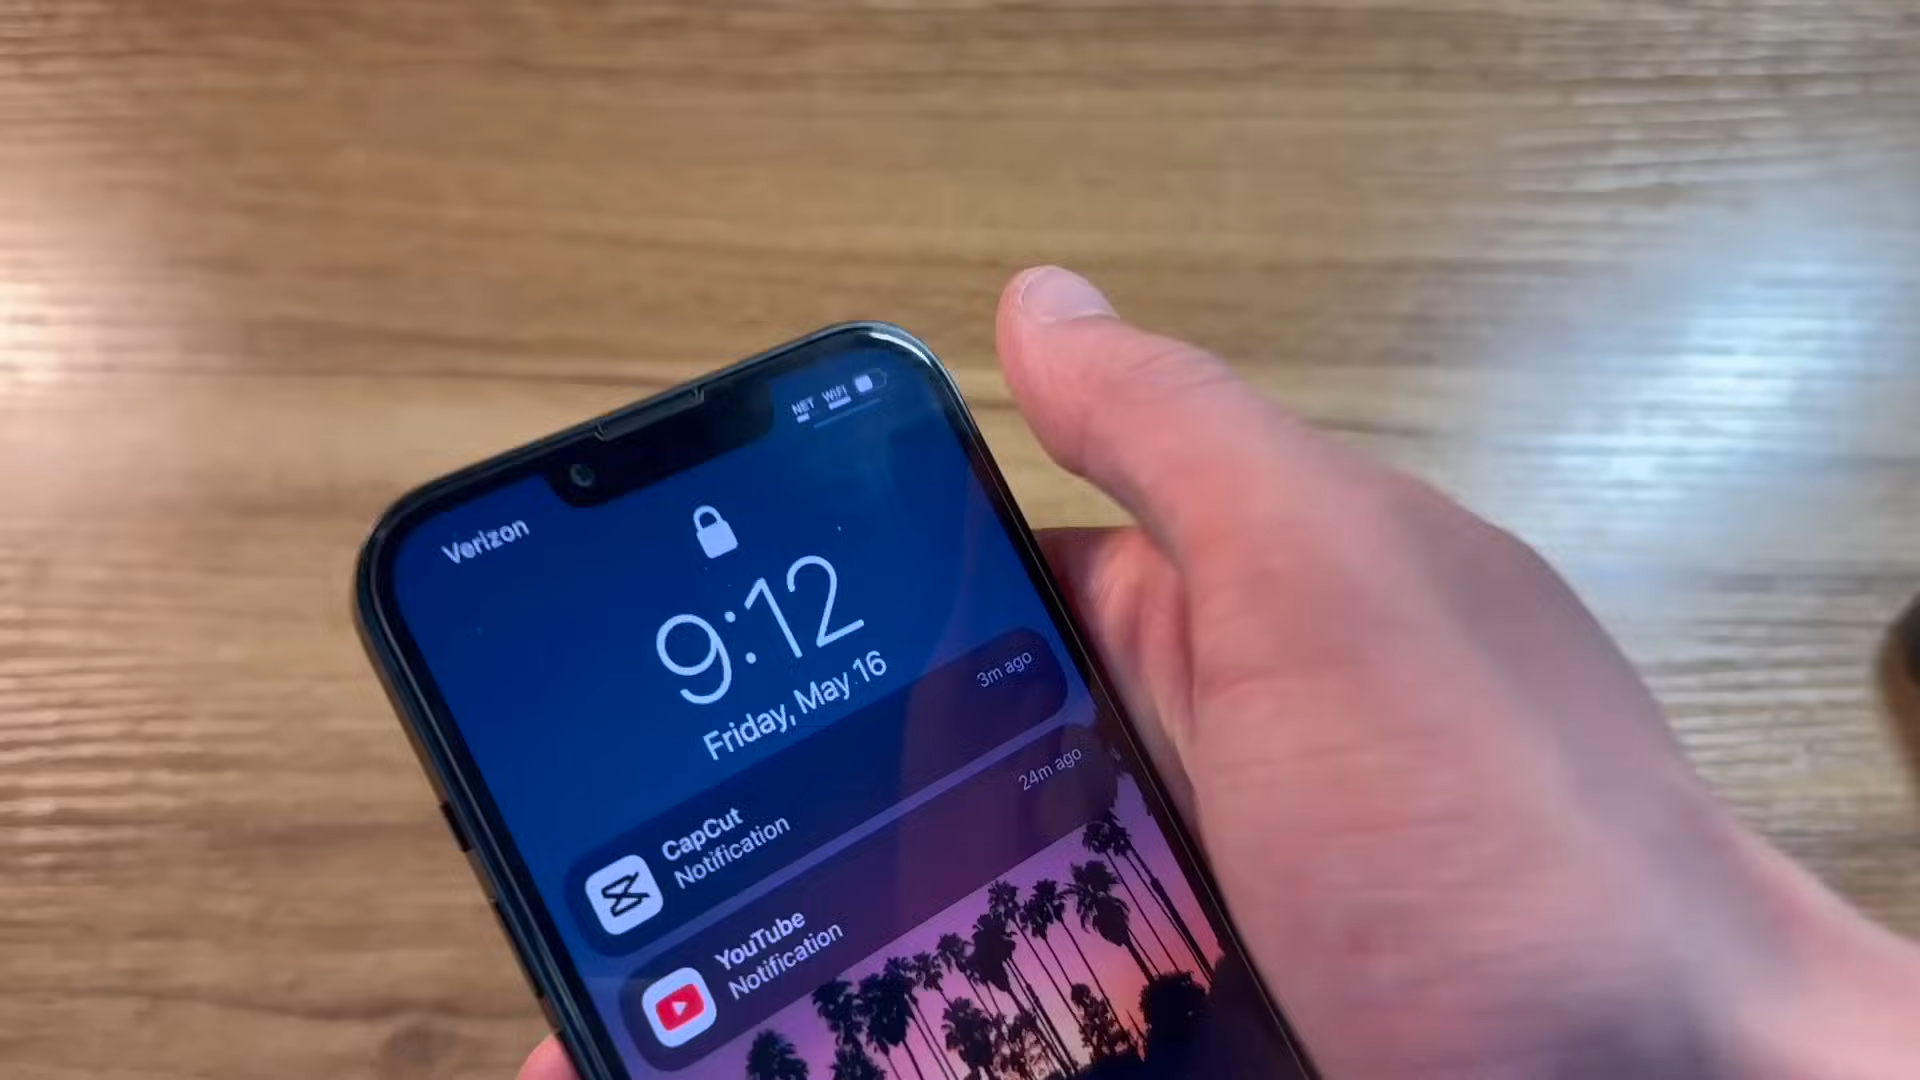 Verizon
NET WIFI
9:12
Friday, May 16
CapCut
3m ago
Notification
YouTube
24m ago
Notification